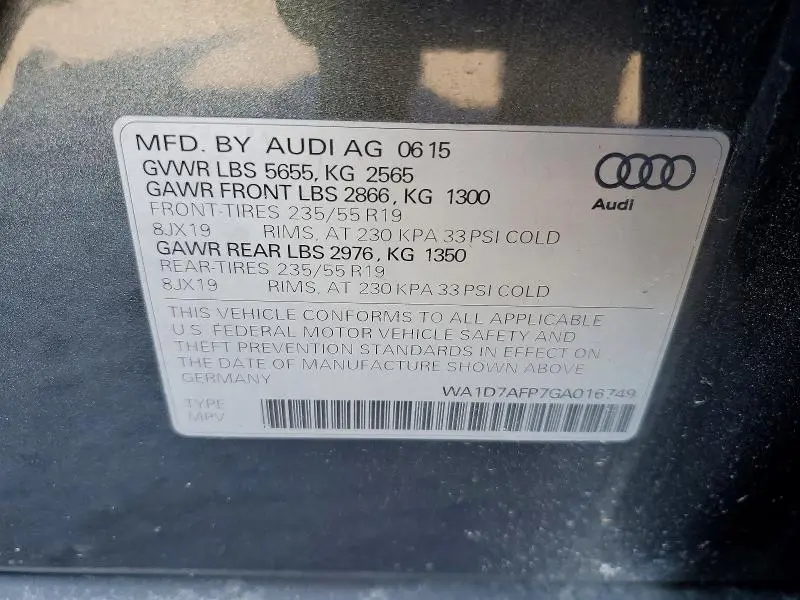 MFD. BY AUDI AG 0615
GVWR LBS 5655, KG 2565
GAWR FRONT LBS 2866, KG 1300
FRONT-TIRES 235/55 R19
8JX19 RIMS, AT 230 KPA 33 PSI COLD
GAWR REAR LBS 2976, KG 1350
REAR-TIRES 235/55 R19
8JX19 RIMS, AT 230 KPA 33 PSI COLD
Audi
THIS VEHICLE CONFORMS TO ALL APPLICABLE
U.S. FEDERAL MOTOR VEHICLE SAFETY AND
THEFT PREVENTION STANDARDS IN EFFECT ON
THE DATE OF MANUFACTURE SHOWN ABOVE
GERMANY
WA1D7AFP7GA016749
TYPE
MPV